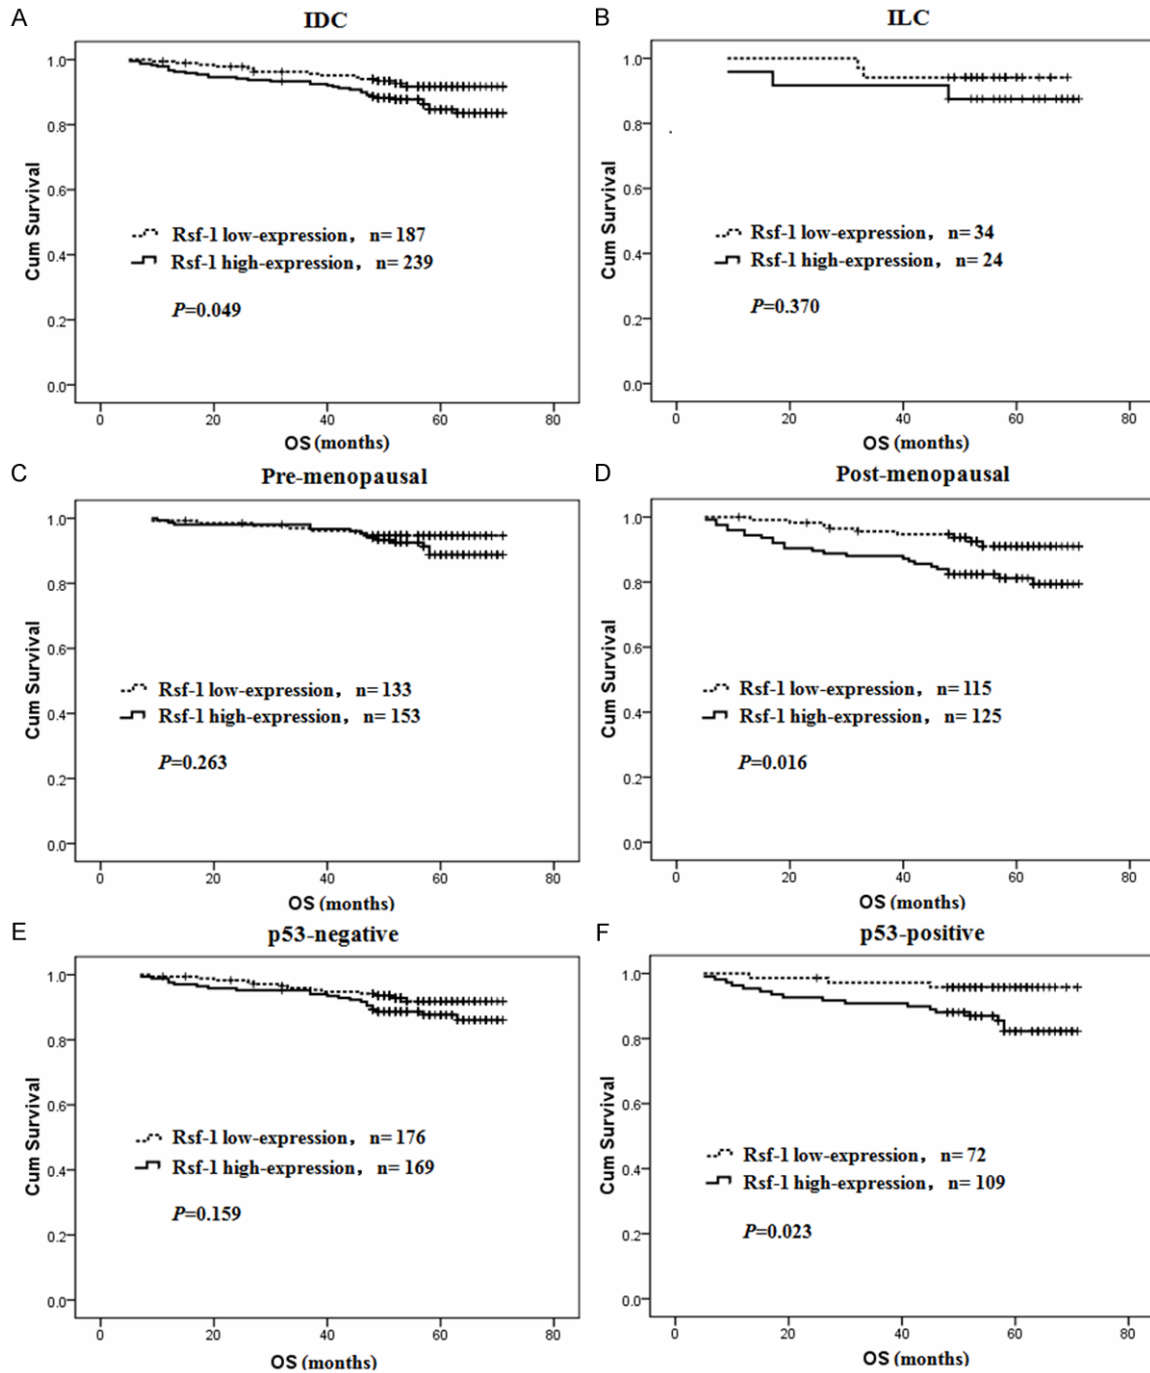 A
IDC
Cum Survival
1.0
0.8
0.6
0.4
0.2
0.0
Rsf-1 low-expression, n= 187
Rsf-1 high-expression, n= 239
P=0.049
0 20 40 60 80
OS (months)
B
ILC
Cum Survival
1.0
0.8
0.6
0.4
0.2
0.0
Rsf-1 low-expression, n= 34
Rsf-1 high-expression, n= 24
P=0.370
0 20 40 60 80
OS (months)
C
Pre-menopausal
Cum Survival
1.0
0.8
0.6
0.4
0.2
0.0
Rsf-1 low-expression, n= 133
Rsf-1 high-expression, n= 153
P=0.263
0 20 40 60 80
OS (months)
D
Post-menopausal
Cum Survival
1.0
0.8
0.6
0.4
0.2
0.0
Rsf-1 low-expression, n= 115
Rsf-1 high-expression, n= 125
P=0.016
0 20 40 60 80
OS (months)
E
p53-negative
Cum Survival
1.0
0.8
0.6
0.4
0.2
0.0
Rsf-1 low-expression, n= 176
Rsf-1 high-expression, n= 169
P=0.159
0 20 40 60 80
OS (months)
F
p53-positive
Cum Survival
1.0
0.8
0.6
0.4
0.2
0.0
Rsf-1 low-expression, n= 72
Rsf-1 high-expression, n= 109
P=0.023
0 20 40 60 80
OS (months)